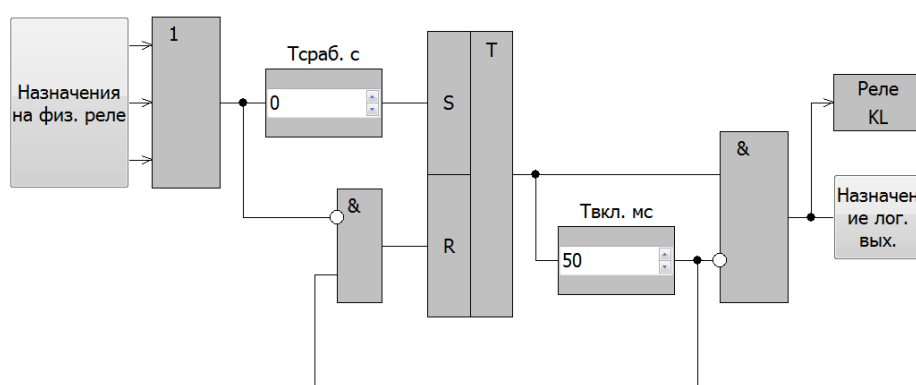 Назначения
на физ. реле
1
Тсраб. с
0
&
S
R
T
Твкл. мс
50
&
Реле
KL
Назначен
ие лог.
вых.